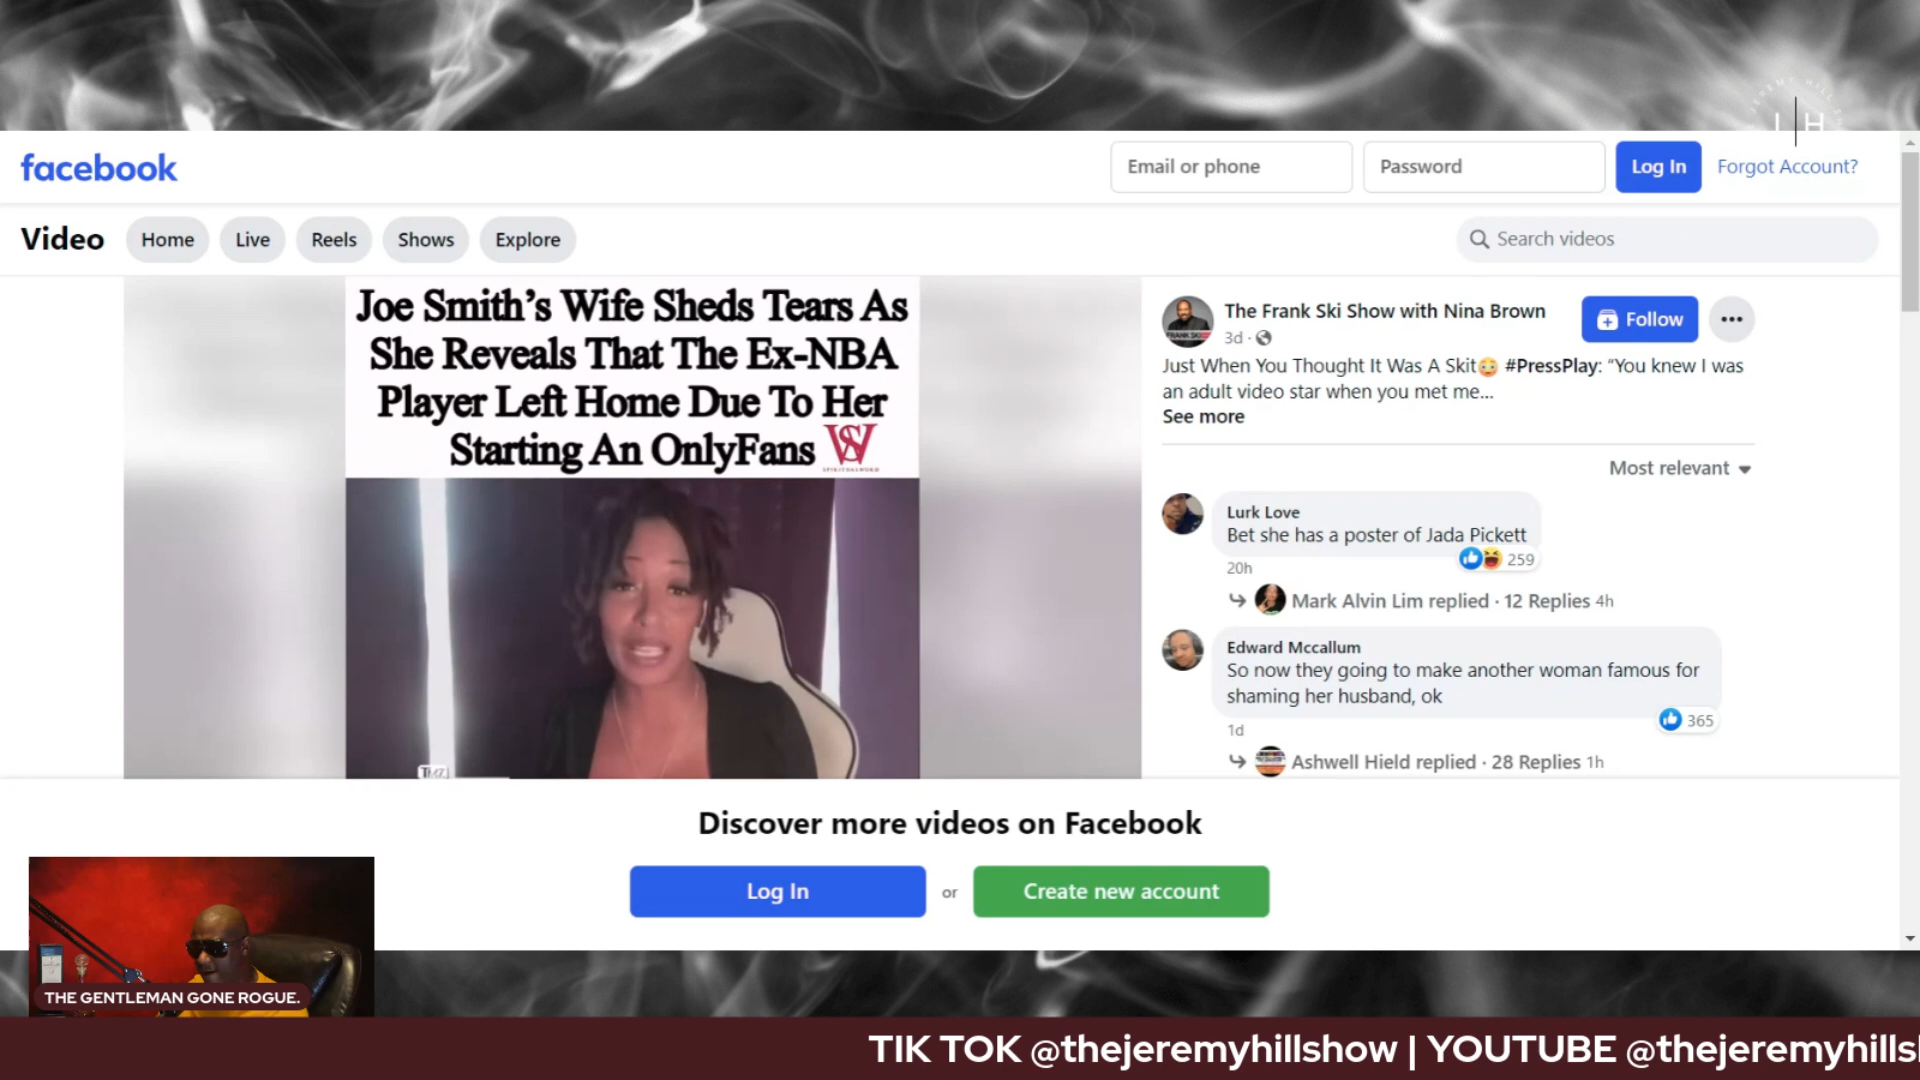 JEREMY HILL
H
facebook
Email or phone
Password
Log In
Forgot Account?
Video
Home
Live
Reels
Shows
Explore
Search videos
Joe Smith's Wife Sheds Tears As
She Reveals That The Ex-NBA
Player Left Home Due To Her
Starting An OnlyFans
SW
SPIRITUALWORD
TMZ
The Frank Ski Show with Nina Brown
3d ·
Follow
Just When You Thought It Was A Skit😳 #PressPlay: “You knew I was
an adult video star when you met me...
See more
Most relevant
Lurk Love
Bet she has a poster of Jada Pickett
259
20h
Mark Alvin Lim replied · 12 Replies 4h
Edward Mccallum
So now they going to make another woman famous for
shaming her husband, ok
365
1d
Ashwell Hield replied · 28 Replies 1h
Discover more videos on Facebook
Log In
or
Create new account
THE GENTLEMAN GONE ROGUE.
TIK TOK @thejeremyhillshow | YOUTUBE @thejeremyhills